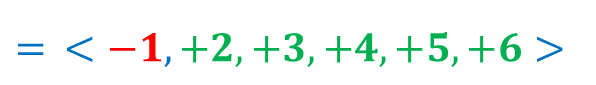 = < −1, +2, +3, +4, +5, +6 >